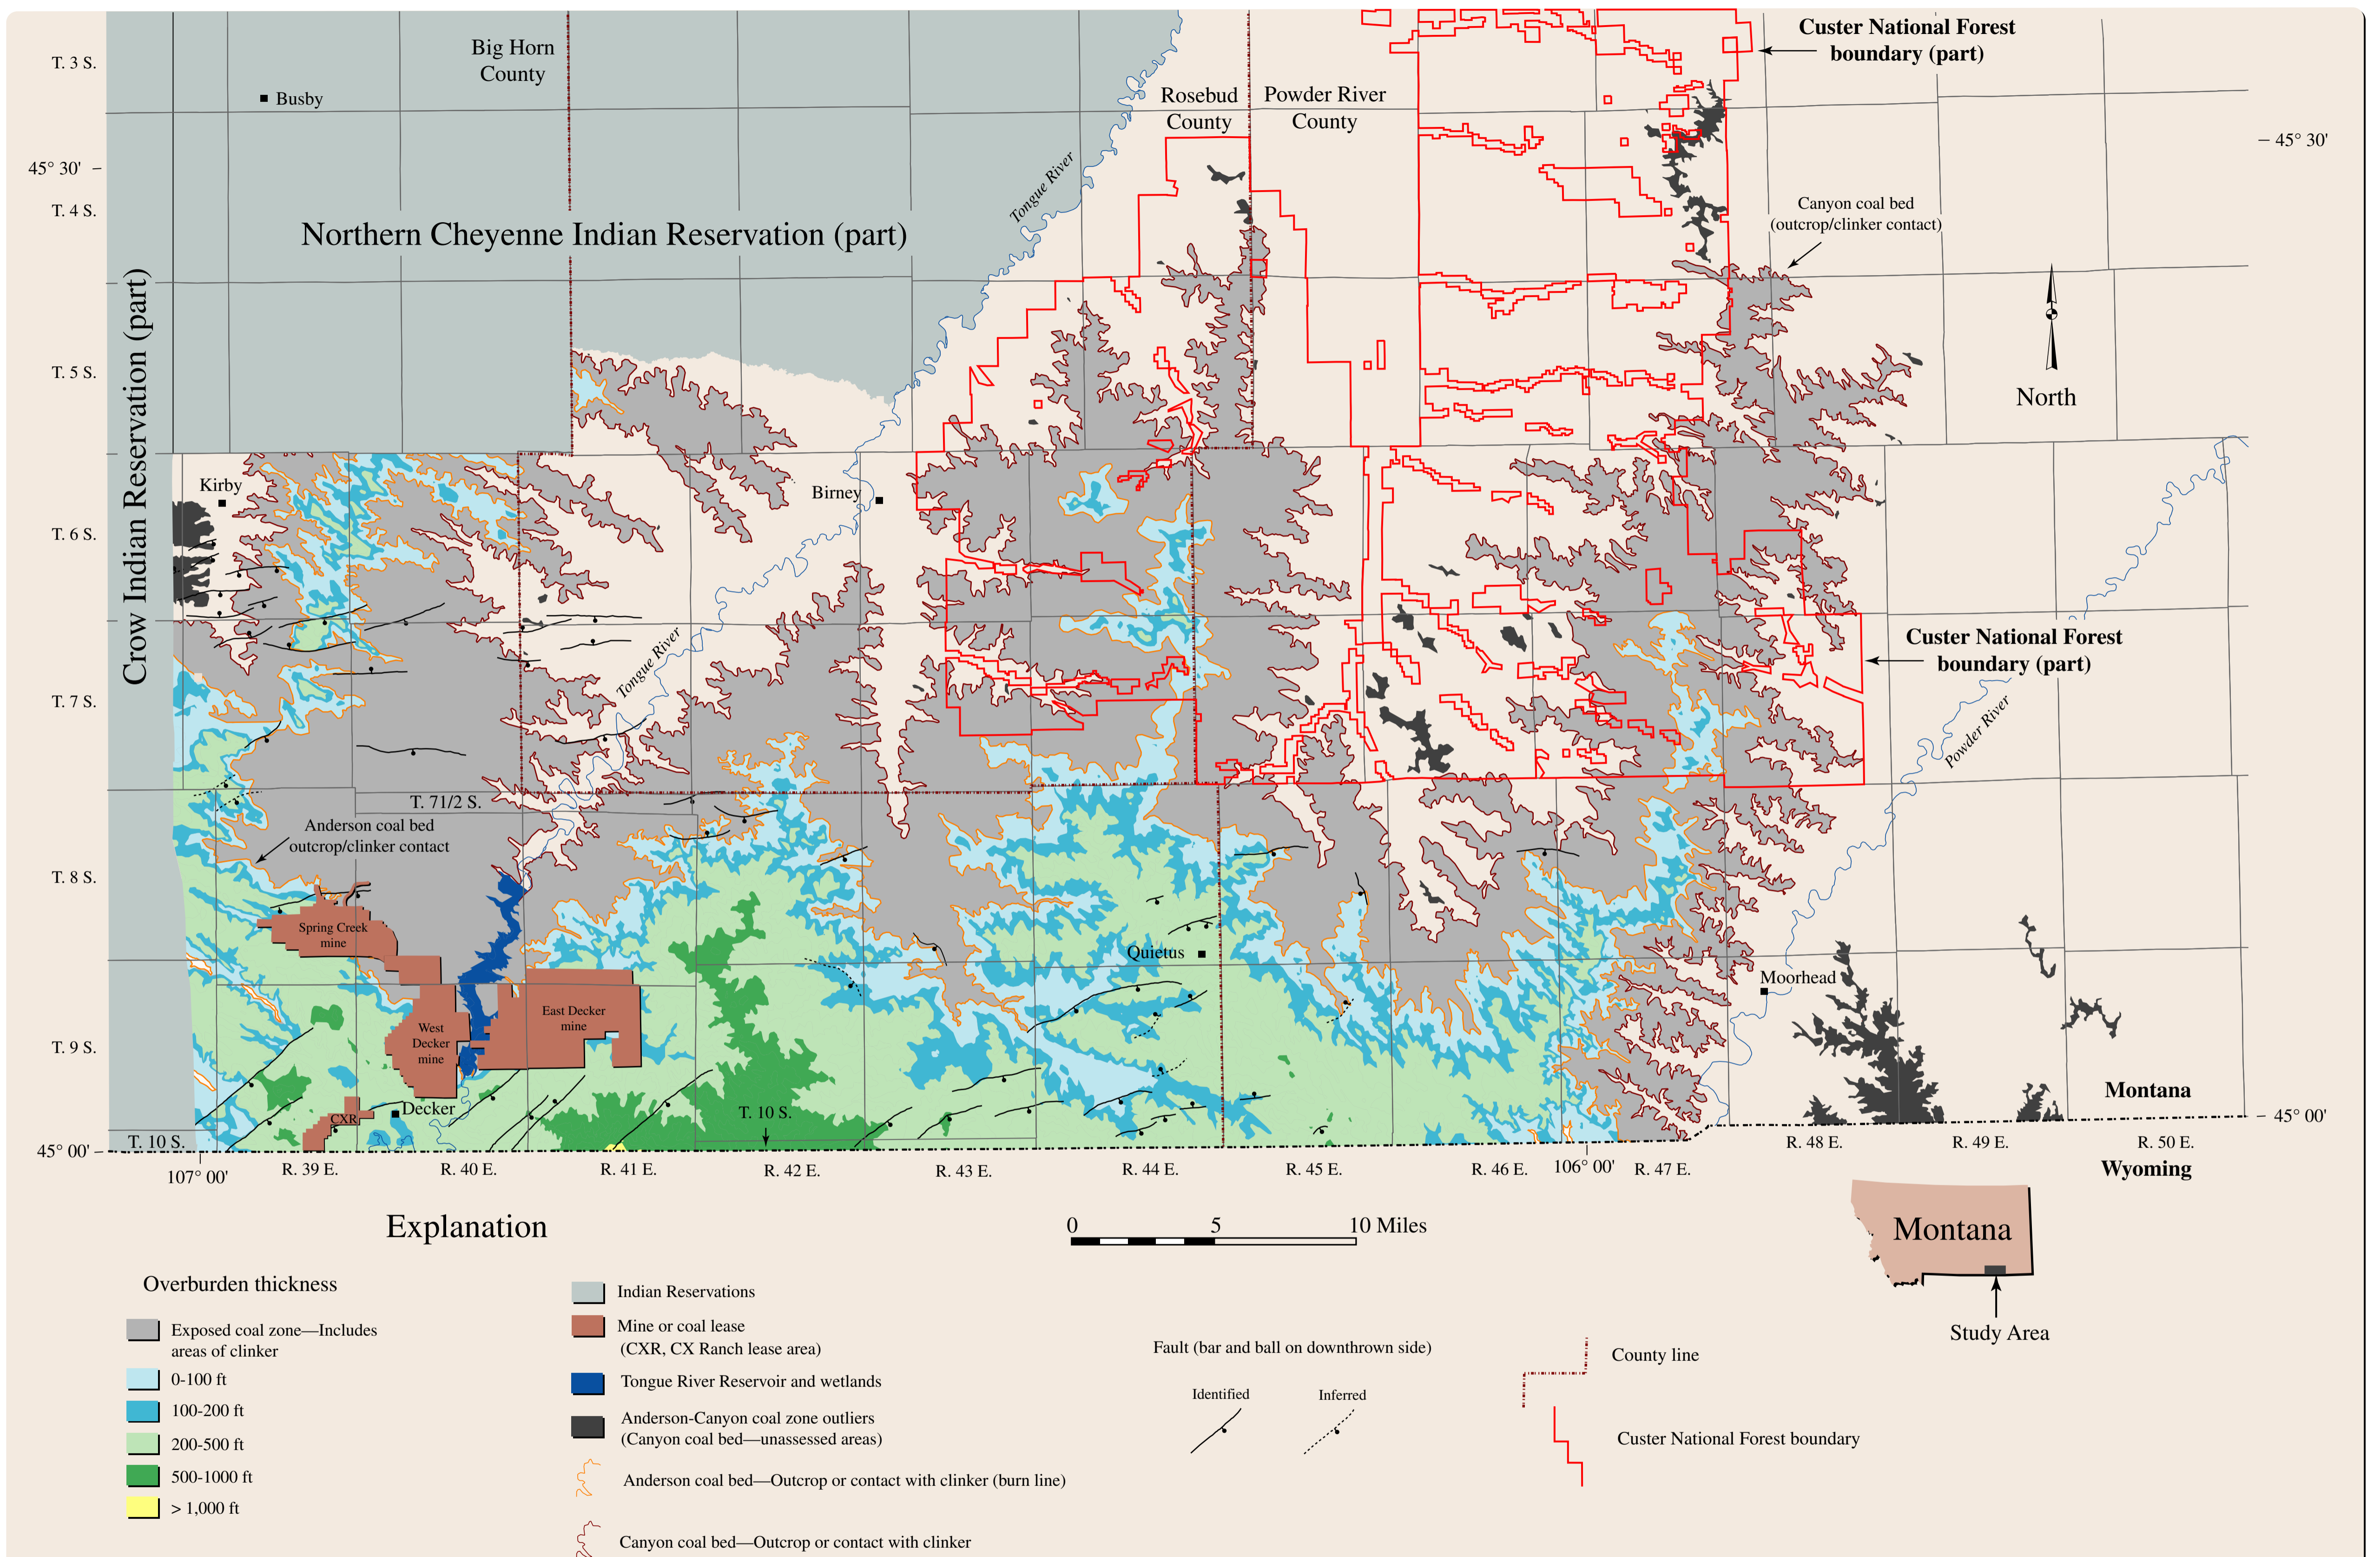 Custer National Forest
boundary (part)
Big Horn
County
T. 3 S.
Busby
Rosebud
County
Powder River
County
45° 30'
45° 30'
Tongue River
T. 4 S.
Northern Cheyenne Indian Reservation (part)
Canyon coal bed
(outcrop/clinker contact)
Crow Indian Reservation (part)
T. 5 S.
North
Kirby
Birney
T. 6 S.
Custer National Forest
boundary (part)
Tongue River
T. 7 S.
Powder River
T. 71/2 S.
Anderson coal bed
outcrop/clinker contact
T. 8 S.
Spring Creek
mine
Quietus
Moorhead
East Decker
mine
West
Decker
mine
T. 9 S.
Montana
CXR
Decker
T. 10 S.
45° 00'
T. 10 S.
45° 00'
107° 00'
R. 39 E.
R. 40 E.
R. 41 E.
R. 42 E.
R. 43 E.
R. 44 E.
R. 45 E.
R. 46 E.
106° 00'
R. 47 E.
R. 48 E.
R. 49 E.
R. 50 E.
Wyoming
Explanation
0 5 10 Miles
Montana
Study Area
Overburden thickness
Exposed coal zone—Includes
areas of clinker
0-100 ft
100-200 ft
200-500 ft
500-1000 ft
> 1,000 ft
Indian Reservations
Mine or coal lease
(CXR, CX Ranch lease area)
Tongue River Reservoir and wetlands
Anderson-Canyon coal zone outliers
(Canyon coal bed—unassessed areas)
Anderson coal bed—Outcrop or contact with clinker (burn line)
Canyon coal bed—Outcrop or contact with clinker
Fault (bar and ball on downthrown side)
Identified
Inferred
County line
Custer National Forest boundary